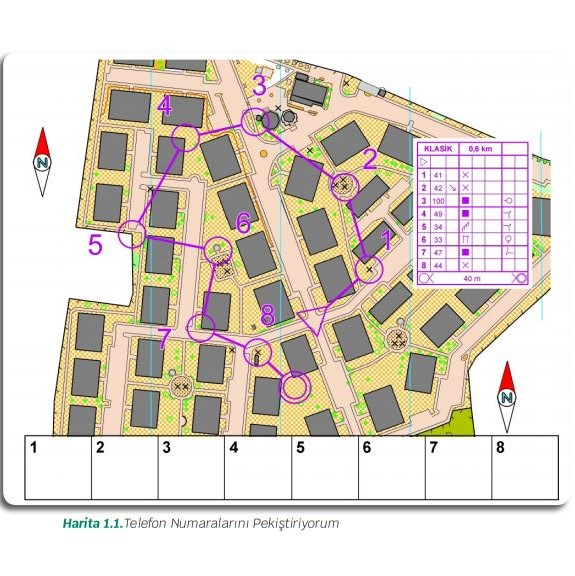 3
4
2
KLASİK 0,6 km
1 41
2 42
3 100
4 49
5 34
6 33
7 47
8 44
40 m
N
6
1
5
8
7
N
1 2 3 4 5 6 7 8
Harita 1.1.Telefon Numaralarını Pekiştiriyorum